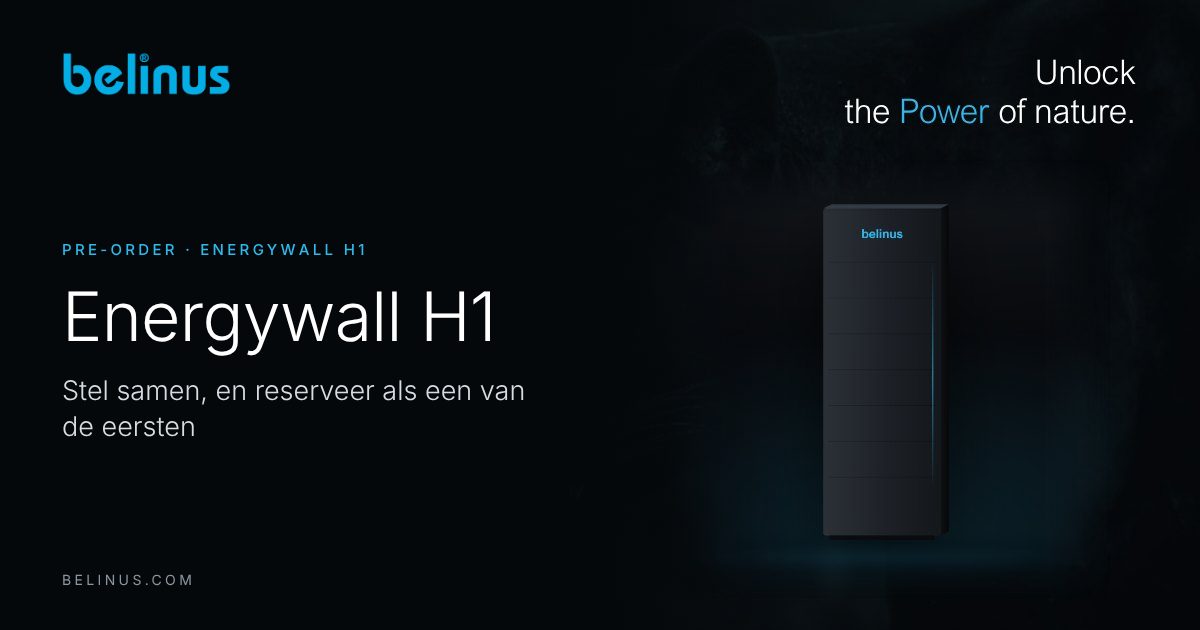 belinus®
Unlock
the Power of nature.
PRE-ORDER · ENERGYWALL H1
Energywall H1
Stel samen, en reserveer als een van
de eersten
belinus
BELINUS.COM